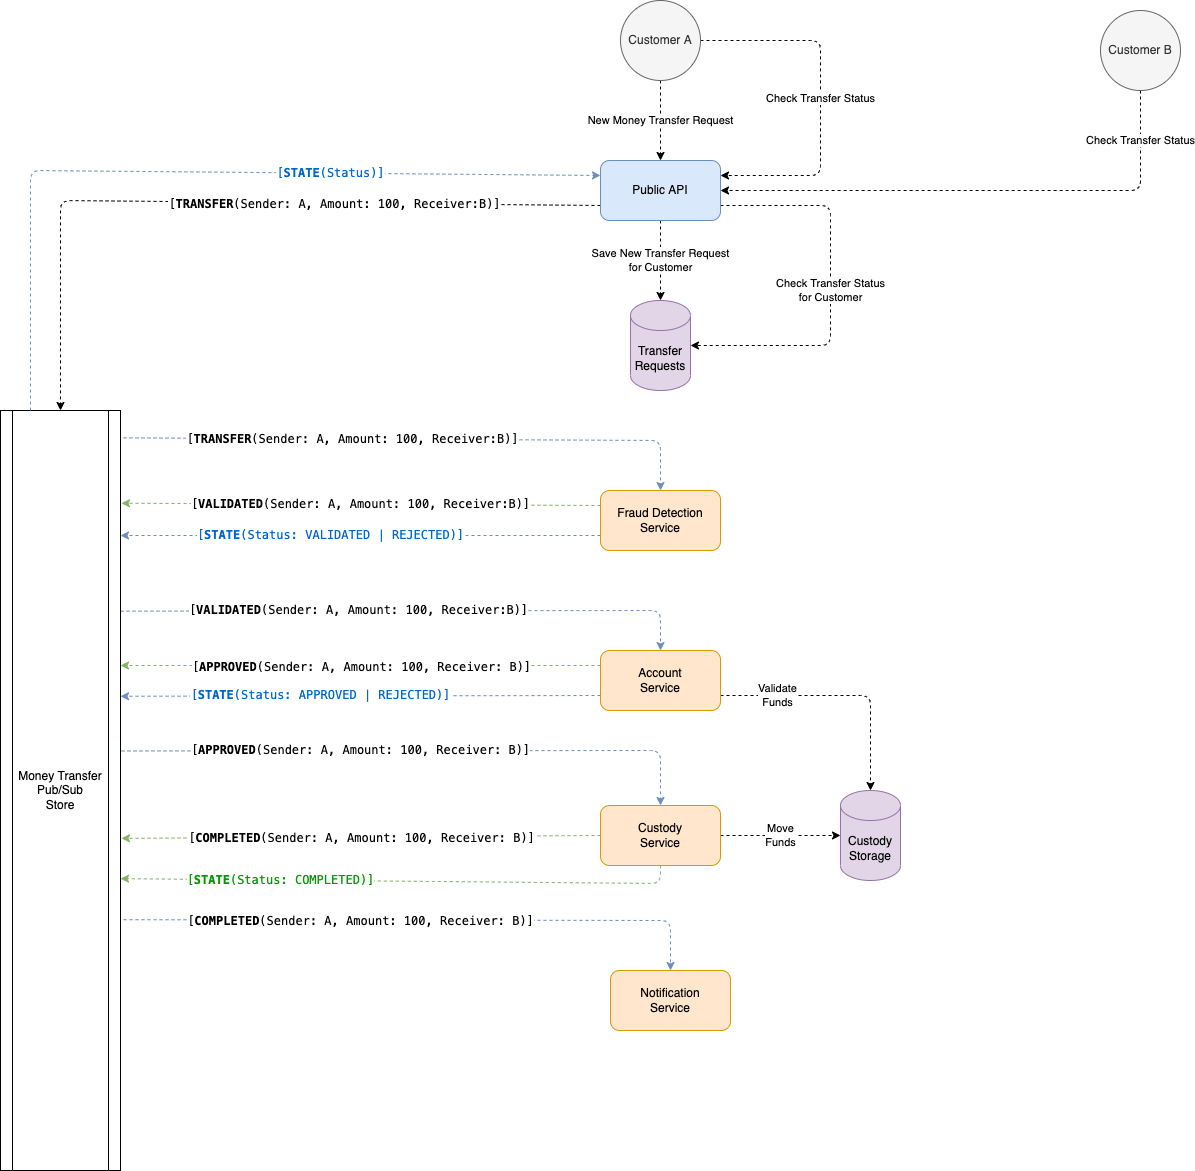 Customer A
Customer B
Check Transfer Status
New Money Transfer Request
Check Transfer Status
[STATE(Status)]
Public API
[TRANSFER(Sender: A, Amount: 100, Receiver:B)]
Save New Transfer Request
for Customer
Check Transfer Status
for Customer
Transfer
Requests
[TRANSFER(Sender: A, Amount: 100, Receiver:B)]
[VALIDATED(Sender: A, Amount: 100, Receiver:B)]
Fraud Detection
Service
[STATE(Status: VALIDATED | REJECTED)]
[VALIDATED(Sender: A, Amount: 100, Receiver:B)]
[APPROVED(Sender: A, Amount: 100, Receiver: B)]
Account
Service
[STATE(Status: APPROVED | REJECTED)]
Validate
Funds
[APPROVED(Sender: A, Amount: 100, Receiver: B)]
Money Transfer
Pub/Sub
Store
[COMPLETED(Sender: A, Amount: 100, Receiver: B)]
Custody
Service
Move
Funds
Custody
Storage
[STATE(Status: COMPLETED)]
[COMPLETED(Sender: A, Amount: 100, Receiver: B)]
Notification
Service